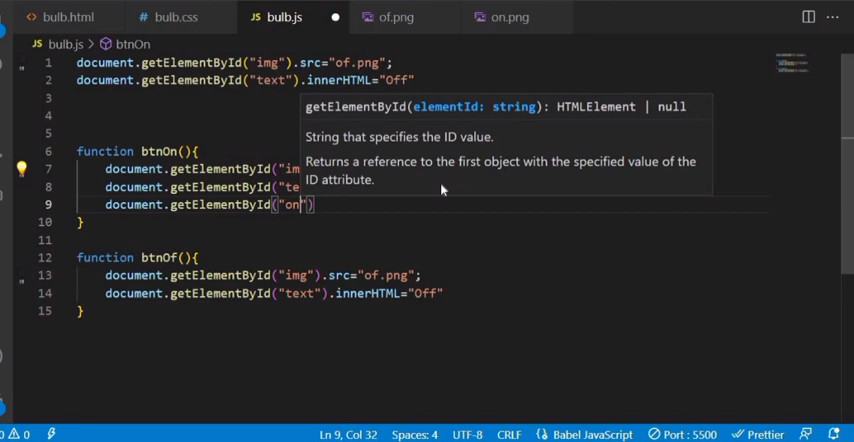 bulb.html # bulb.css JS bulb.js of.png on.png ...
JS bulb.js > btnOn
1 document.getElementById("img").src="of.png";
2 document.getElementById("text").innerHTML="Off"
3
4
5
getElementById(elementId: string): HTMLElement | null
String that specifies the ID value.
Returns a reference to the first object with the specified value of the
ID attribute.
6 function btnOn(){
7 document.getElementById("im
8 document.getElementById("te
9 document.getElementById("on")
10 }
11
12 function btnOf(){
13 document.getElementById("img").src="of.png";
14 document.getElementById("text").innerHTML="Off"
15 }
0 0 Ln 9, Col 32 Spaces: 4 UTF-8 CRLF Babel JavaScript Port : 5500 Prettier